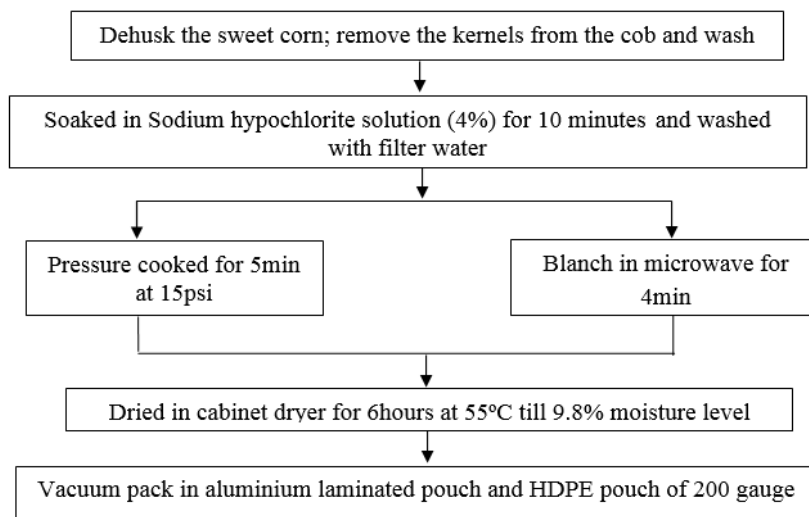 Dehusk the sweet corn; remove the kernels from the cob and wash
Soaked in Sodium hypochlorite solution (4%) for 10 minutes and washed
with filter water
Pressure cooked for 5min
at 15psi
Blanch in microwave for
4min
Dried in cabinet dryer for 6hours at 55ºC till 9.8% moisture level
Vacuum pack in aluminium laminated pouch and HDPE pouch of 200 gauge